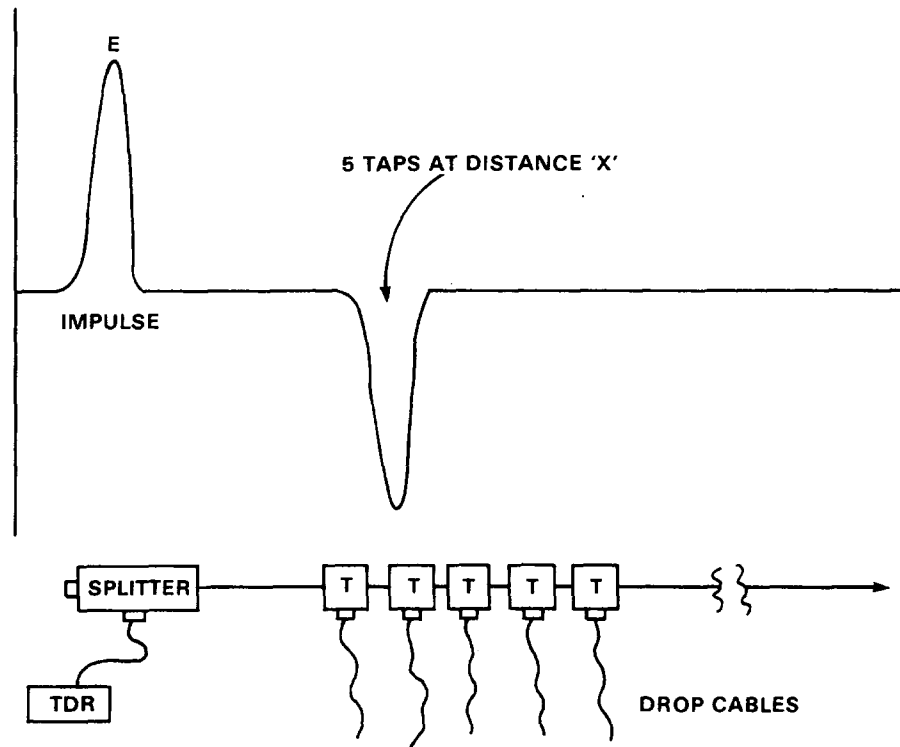 E
5 TAPS AT DISTANCE 'X'
IMPULSE
SPLITTER
T T T T T
TDR
DROP CABLES